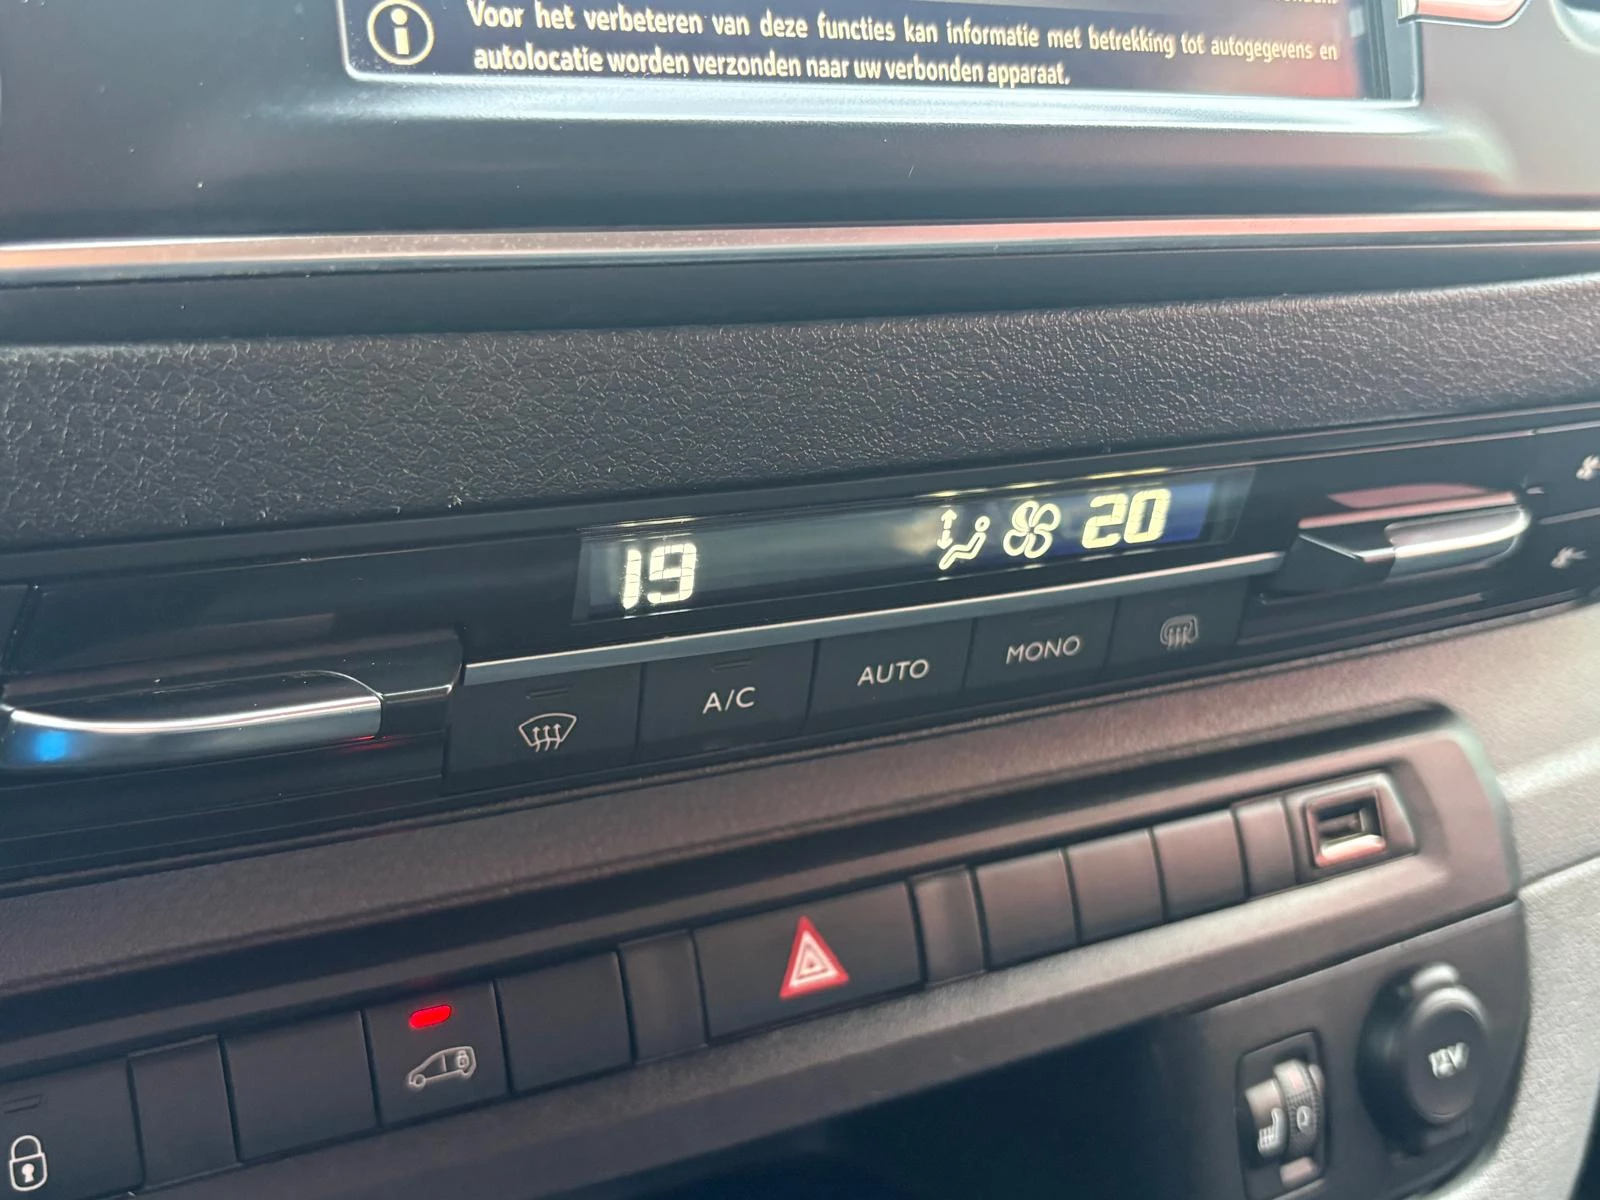 Voor het verbeteren van deze functies kan informatie met betrekking tot autogegevens en
autolocatie worden verzonden naar uw verbonden apparaat.
19 20
A/C AUTO MONO
12V